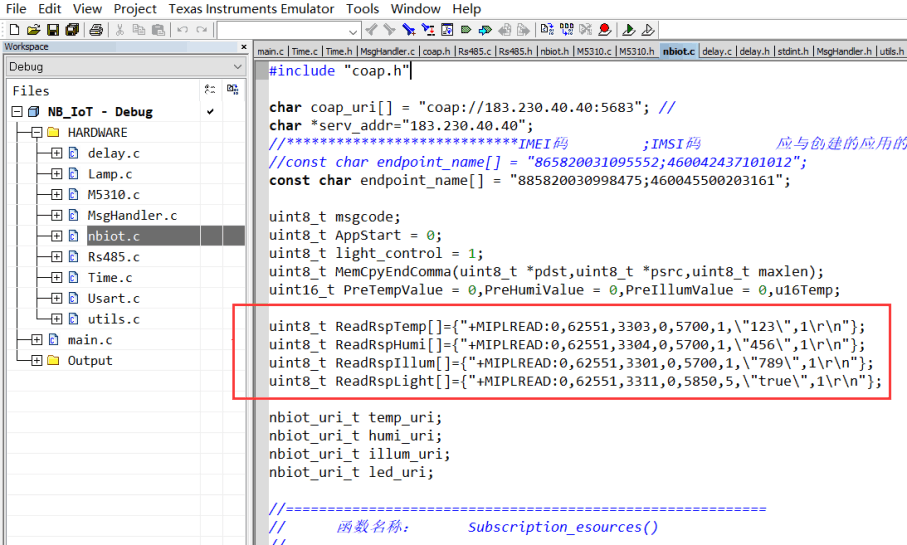 File Edit View Project Texas Instruments Emulator Tools Window Help
Workspace
Debug
Files
NB_IoT - Debug
HARDWARE
delay.c
Lamp.c
M5310.c
MsgHandler.c
nbiot.c
Rs485.c
Time.c
Usart.c
utils.c
main.c
Output
main.c | Time.c | Time.h | MsgHandler.c | coap.h | Rs485.c | Rs485.h | nbiot.h | M5310.c | M5310.h | nbiot.c | delay.c | delay.h | stdint.h | MsgHandler.h | utils.h
#include "coap.h"
char coap_uri[] = "coap://183.230.40.40:5683"; //
char *serv_addr="183.230.40.40";
//****************************IMEI码 ;IMSI码 应与创建的应用的
//const char endpoint_name[] = "865820031095552;460042437101012";
const char endpoint_name[] = "885820030998475;460045500203161";
uint8_t msgcode;
uint8_t AppStart = 0;
uint8_t light_control = 1;
uint8_t MemCpyEndComma(uint8_t *pdst,uint8_t *psrc,uint8_t maxlen);
uint16_t PreTempValue = 0,PreHumiValue = 0,PreIllumValue = 0,u16Temp;
uint8_t ReadRspTemp[]={"+MIPLREAD:0,62551,3303,0,5700,1,\"123\",1\r\n"};
uint8_t ReadRspHumi[]={"+MIPLREAD:0,62551,3304,0,5700,1,\"456\",1\r\n"};
uint8_t ReadRspIllum[]={"+MIPLREAD:0,62551,3301,0,5700,1,\"789\",1\r\n"};
uint8_t ReadRspLight[]={"+MIPLREAD:0,62551,3311,0,5850,5,\"true\",1\r\n"};
nbiot_uri_t temp_uri;
nbiot_uri_t humi_uri;
nbiot_uri_t illum_uri;
nbiot_uri_t led_uri;
//==========================================================
// 函数名称: Subscription_esources()
//